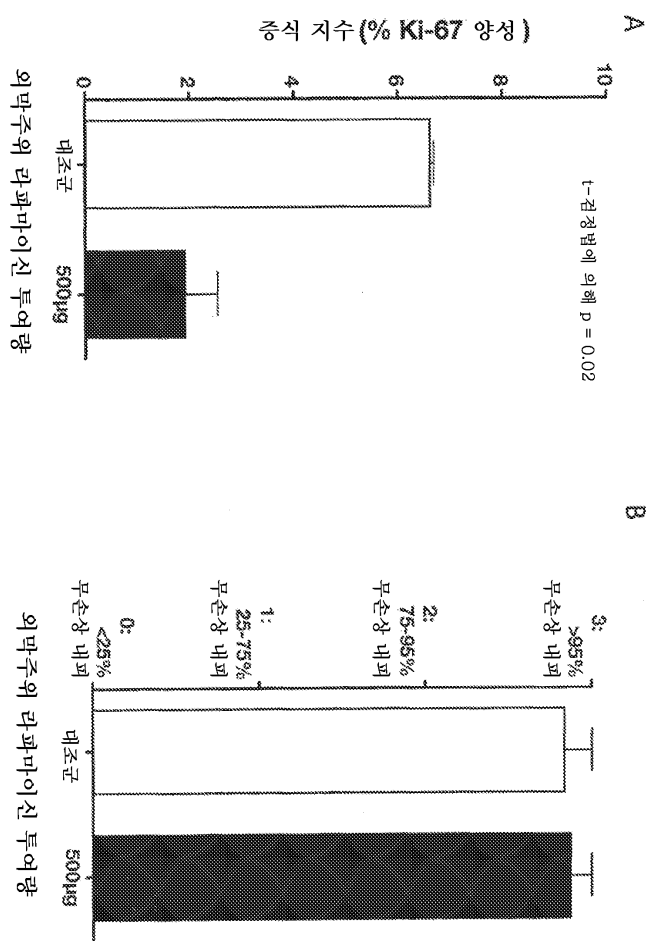 A
증식 지수 (% Ki-67 양성)
10
8
6
4
2
0
t-검정법에 의해 p = 0.02
대조군
500µg
외막주위 라파마이신 투여량
B
3:
>95%
무손상 내피
2:
75-95%
무손상 내피
1:
25-75%
무손상 내피
0:
<25%
무손상 내피
대조군
500µg
외막주위 라파마이신 투여량